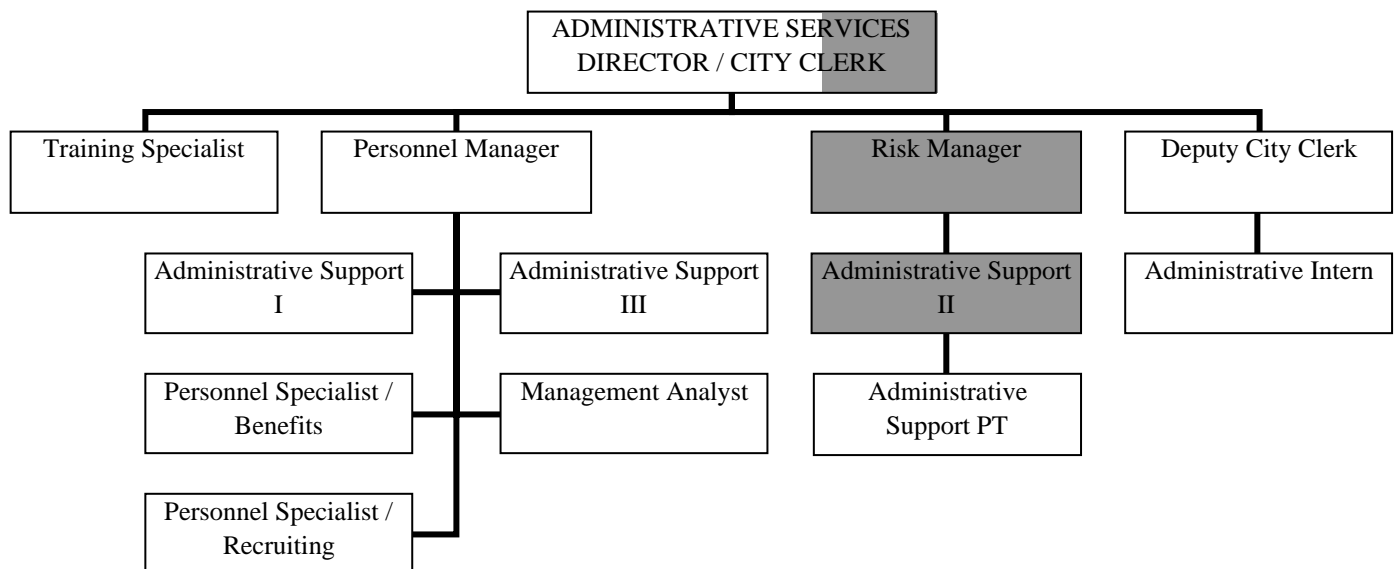 ADMINISTRATIVE SERVICES
DIRECTOR / CITY CLERK
Training Specialist
Personnel Manager
Risk Manager
Deputy City Clerk
Administrative Support
I
Administrative Support
III
Administrative Support
II
Administrative Intern
Personnel Specialist /
Benefits
Management Analyst
Administrative
Support PT
Personnel Specialist /
Recruiting